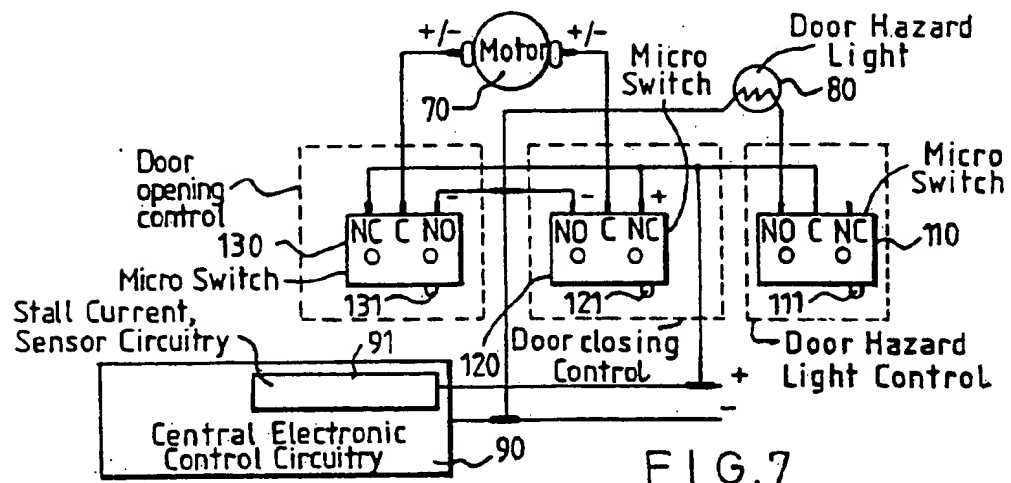 +/-
Motor
+/-
70
Door Hazard
Light
80
Micro
Switch
Door
opening
control
Micro
Switch
-
-
+
NC C NO
NO C NC
NO C NC
130
110
Micro Switch
131
121
111
Stall Current,
Sensor Circuitry
91
120
Door closing
Control
Door Hazard
Light Control
+
-
Central Electronic
Control Circuitry
90
FIG.7